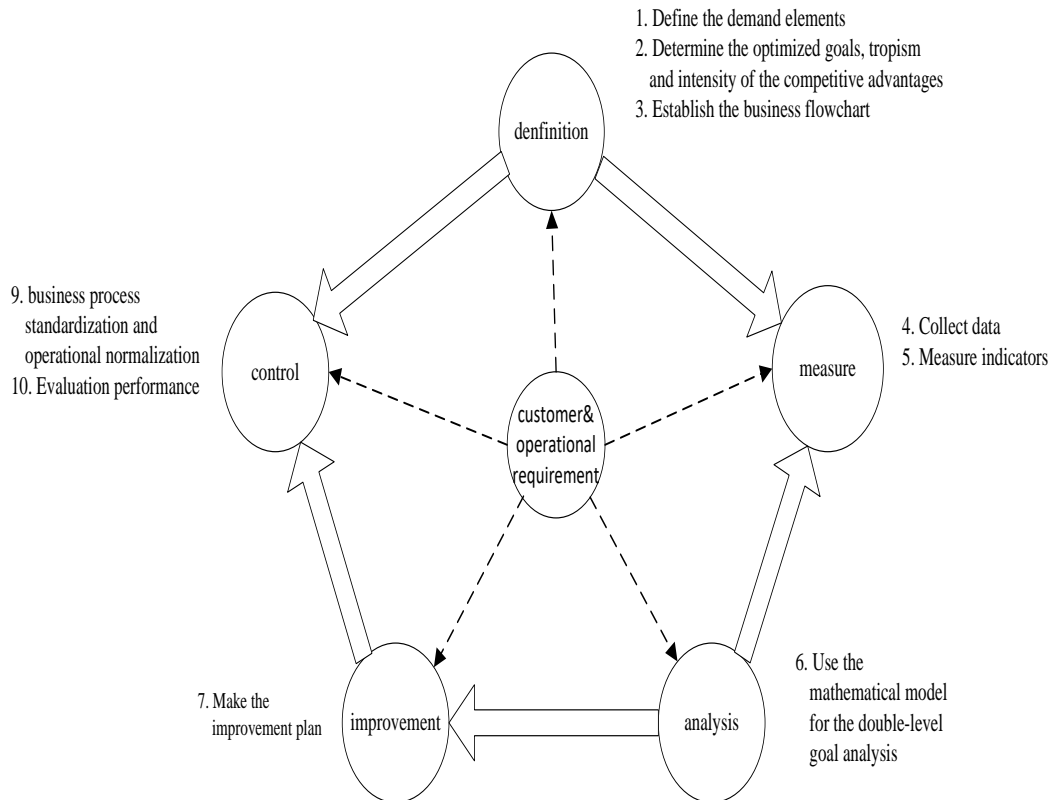 1. Define the demand elements
2. Determine the optimized goals, tropism
and intensity of the competitive advantages
3. Establish the business flowchart
denfinition
9. business process
standardization and
operational normalization
10. Evaluation performance
control
4. Collect data
5. Measure indicators
measure
customer&
operational
requirement
7. Make the
improvement plan
improvement
analysis
6. Use the
mathematical model
for the double-level
goal analysis